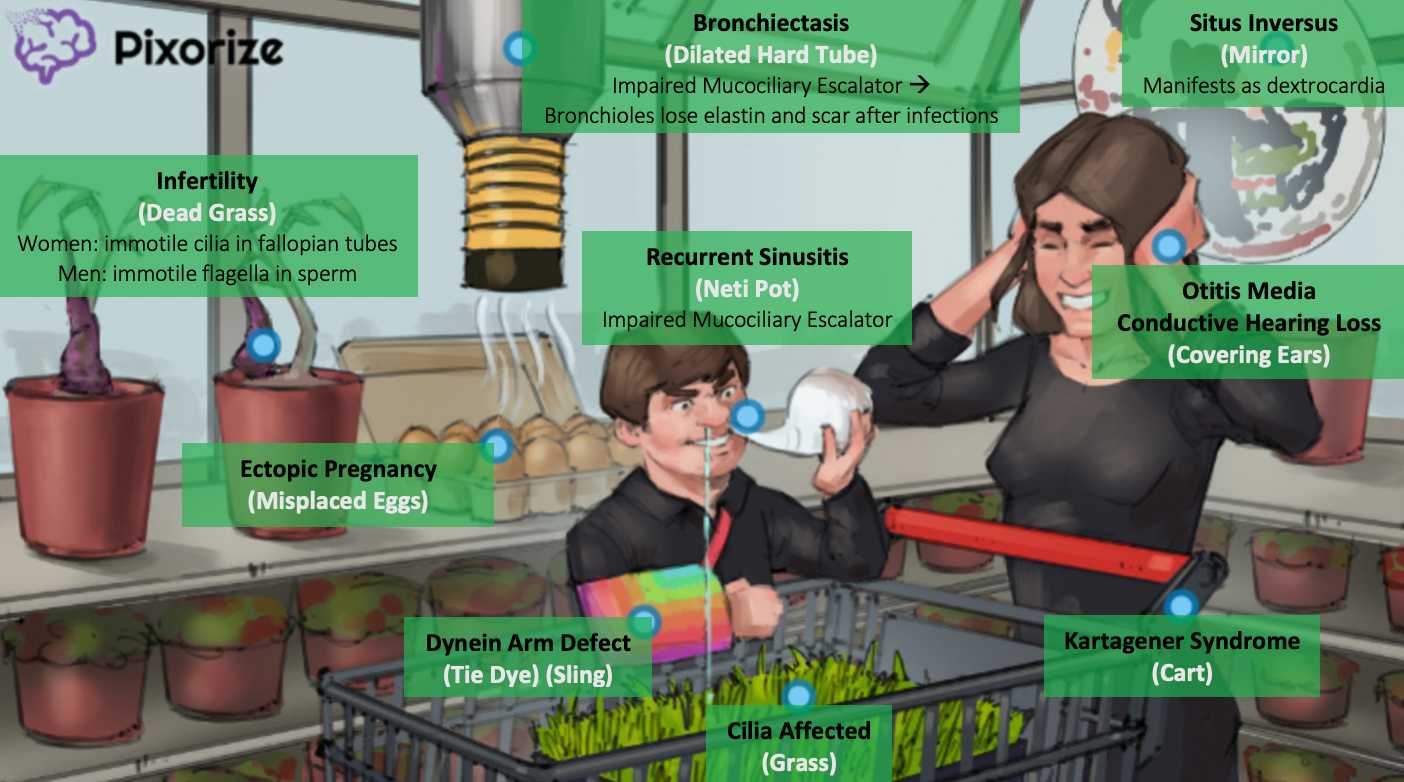 Pixorize
Bronchiectasis
(Dilated Hard Tube)
Impaired Mucociliary Escalator →
Bronchioles lose elastin and scar after infections
Situs Inversus
(Mirror)
Manifests as dextrocardia
Infertility
(Dead Grass)
Women: immotile cilia in fallopian tubes
Men: immotile flagella in sperm
Recurrent Sinusitis
(Neti Pot)
Impaired Mucociliary Escalator
Otitis Media
Conductive Hearing Loss
(Covering Ears)
Ectopic Pregnancy
(Misplaced Eggs)
Dynein Arm Defect
(Tie Dye) (Sling)
Kartagener Syndrome
(Cart)
Cilia Affected
(Grass)